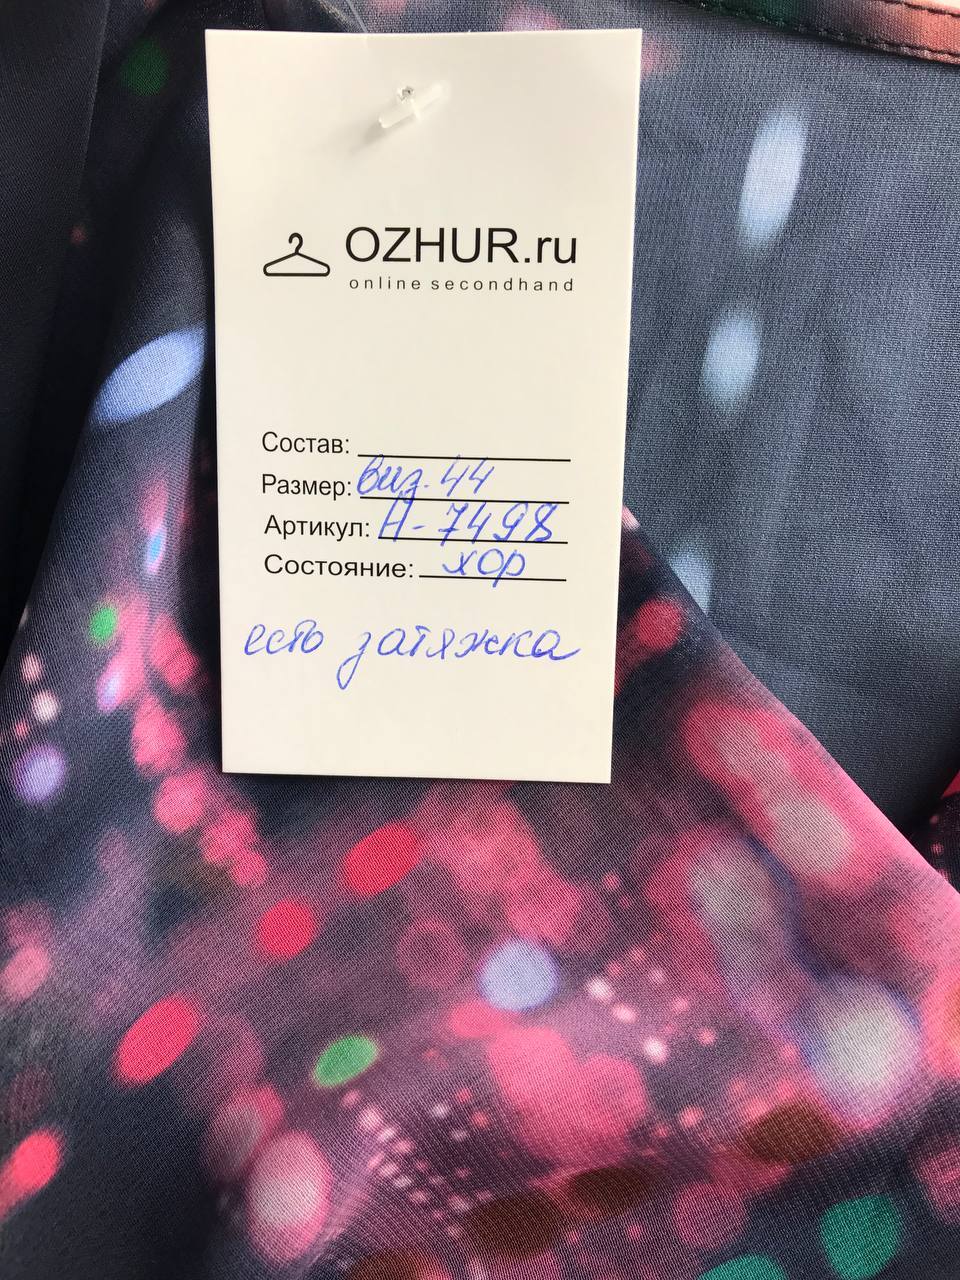 OZHUR.ru
online secondhand
Состав:
Размер: виз. 44
Артикул: Н-7498
Состояние: хор
есть затяжка